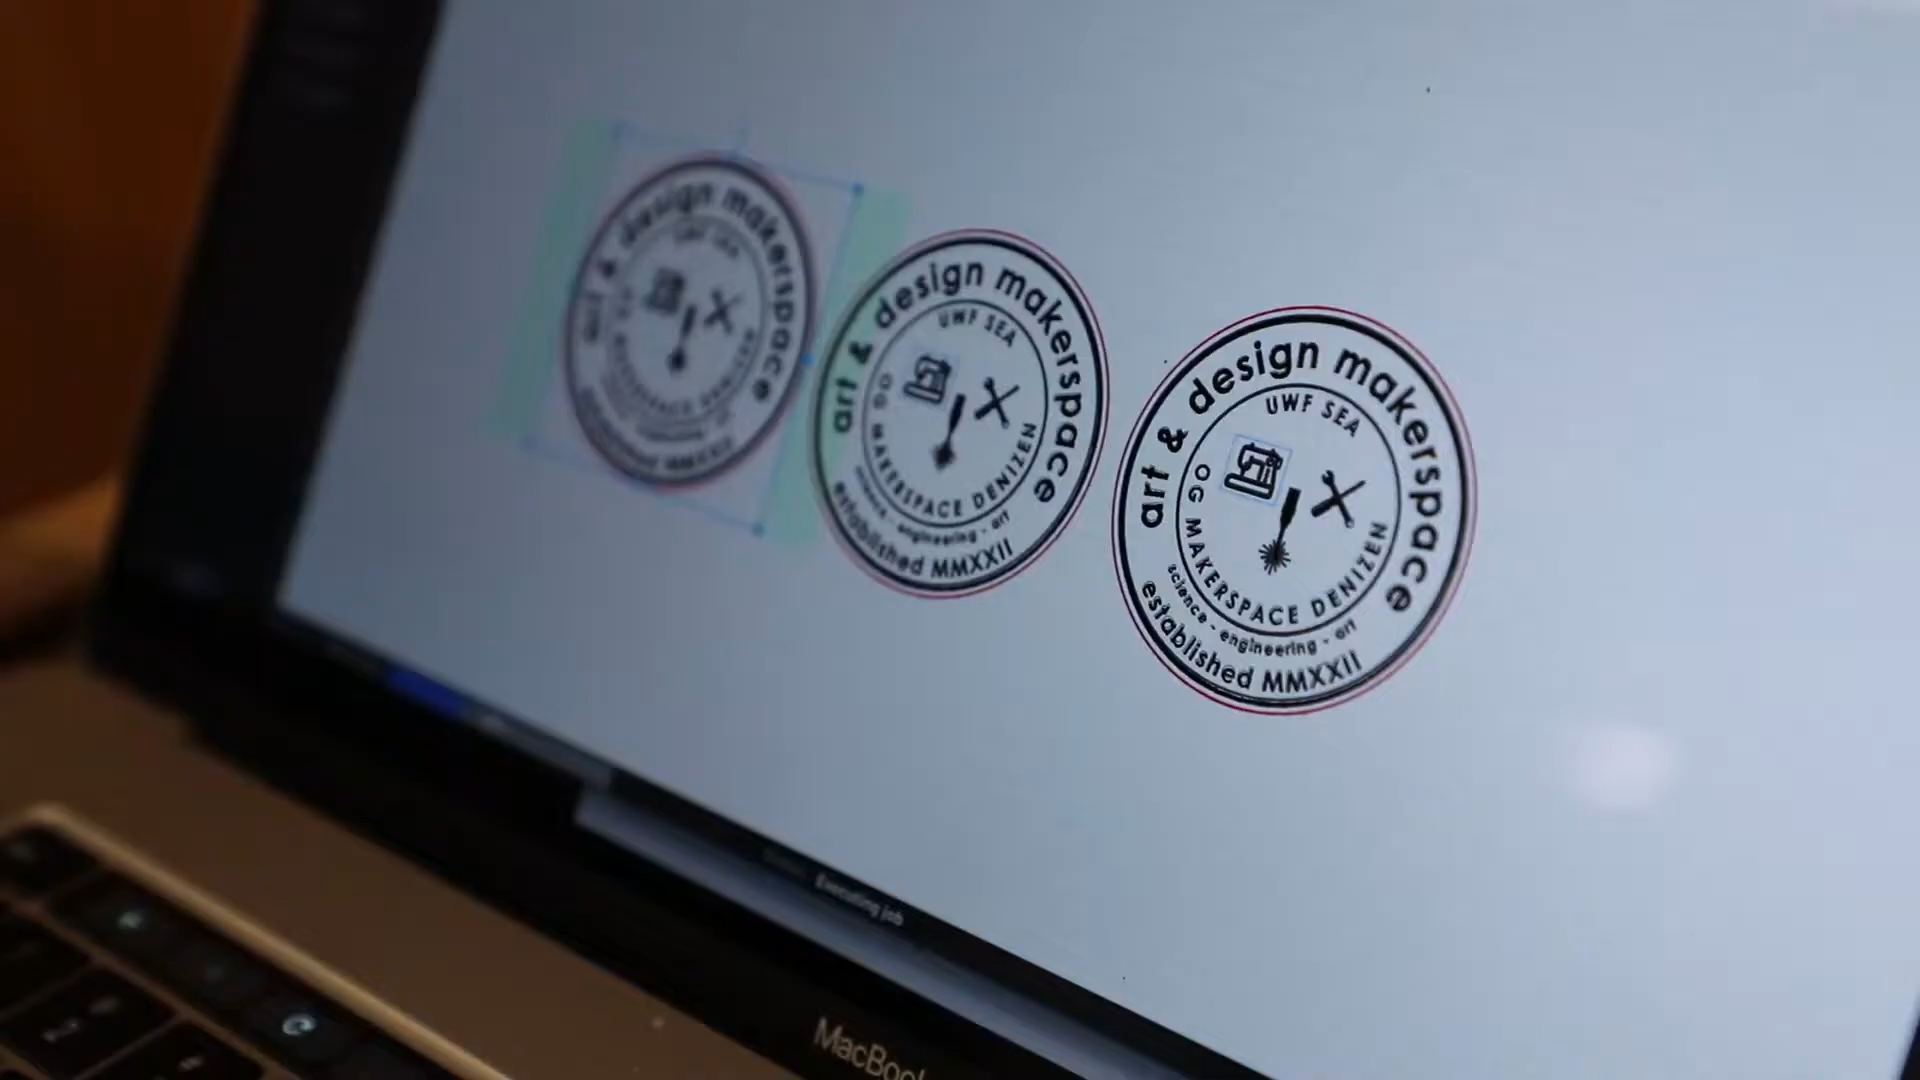 art & design makerspace
UWF SEA
OG MAKERSPACE DENIZEN
established MMXXII
art & design makerspace
UWF SEA
OG MAKERSPACE DENIZEN
science - engineering - art
established MMXXII
art & design makerspace
UWF SEA
OG MAKERSPACE DENIZEN
science - engineering - art
established MMXXII
Executing job
MacBook